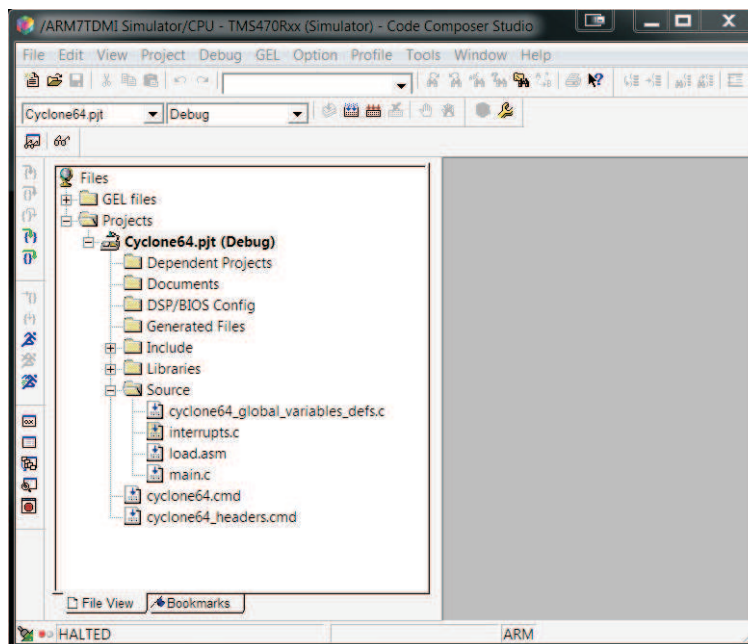 /ARM7TDMI Simulator/CPU - TMS470Rxx (Simulator) - Code Composer Studio
File Edit View Project Debug GEL Option Profile Tools Window Help
Cyclone64.pjt Debug
Files
GEL files
Projects
Cyclone64.pjt (Debug)
Dependent Projects
Documents
DSP/BIOS Config
Generated Files
Include
Libraries
Source
cyclone64_global_variables_defs.c
interrupts.c
load.asm
main.c
cyclone64.cmd
cyclone64_headers.cmd
File View Bookmarks
HALTED ARM